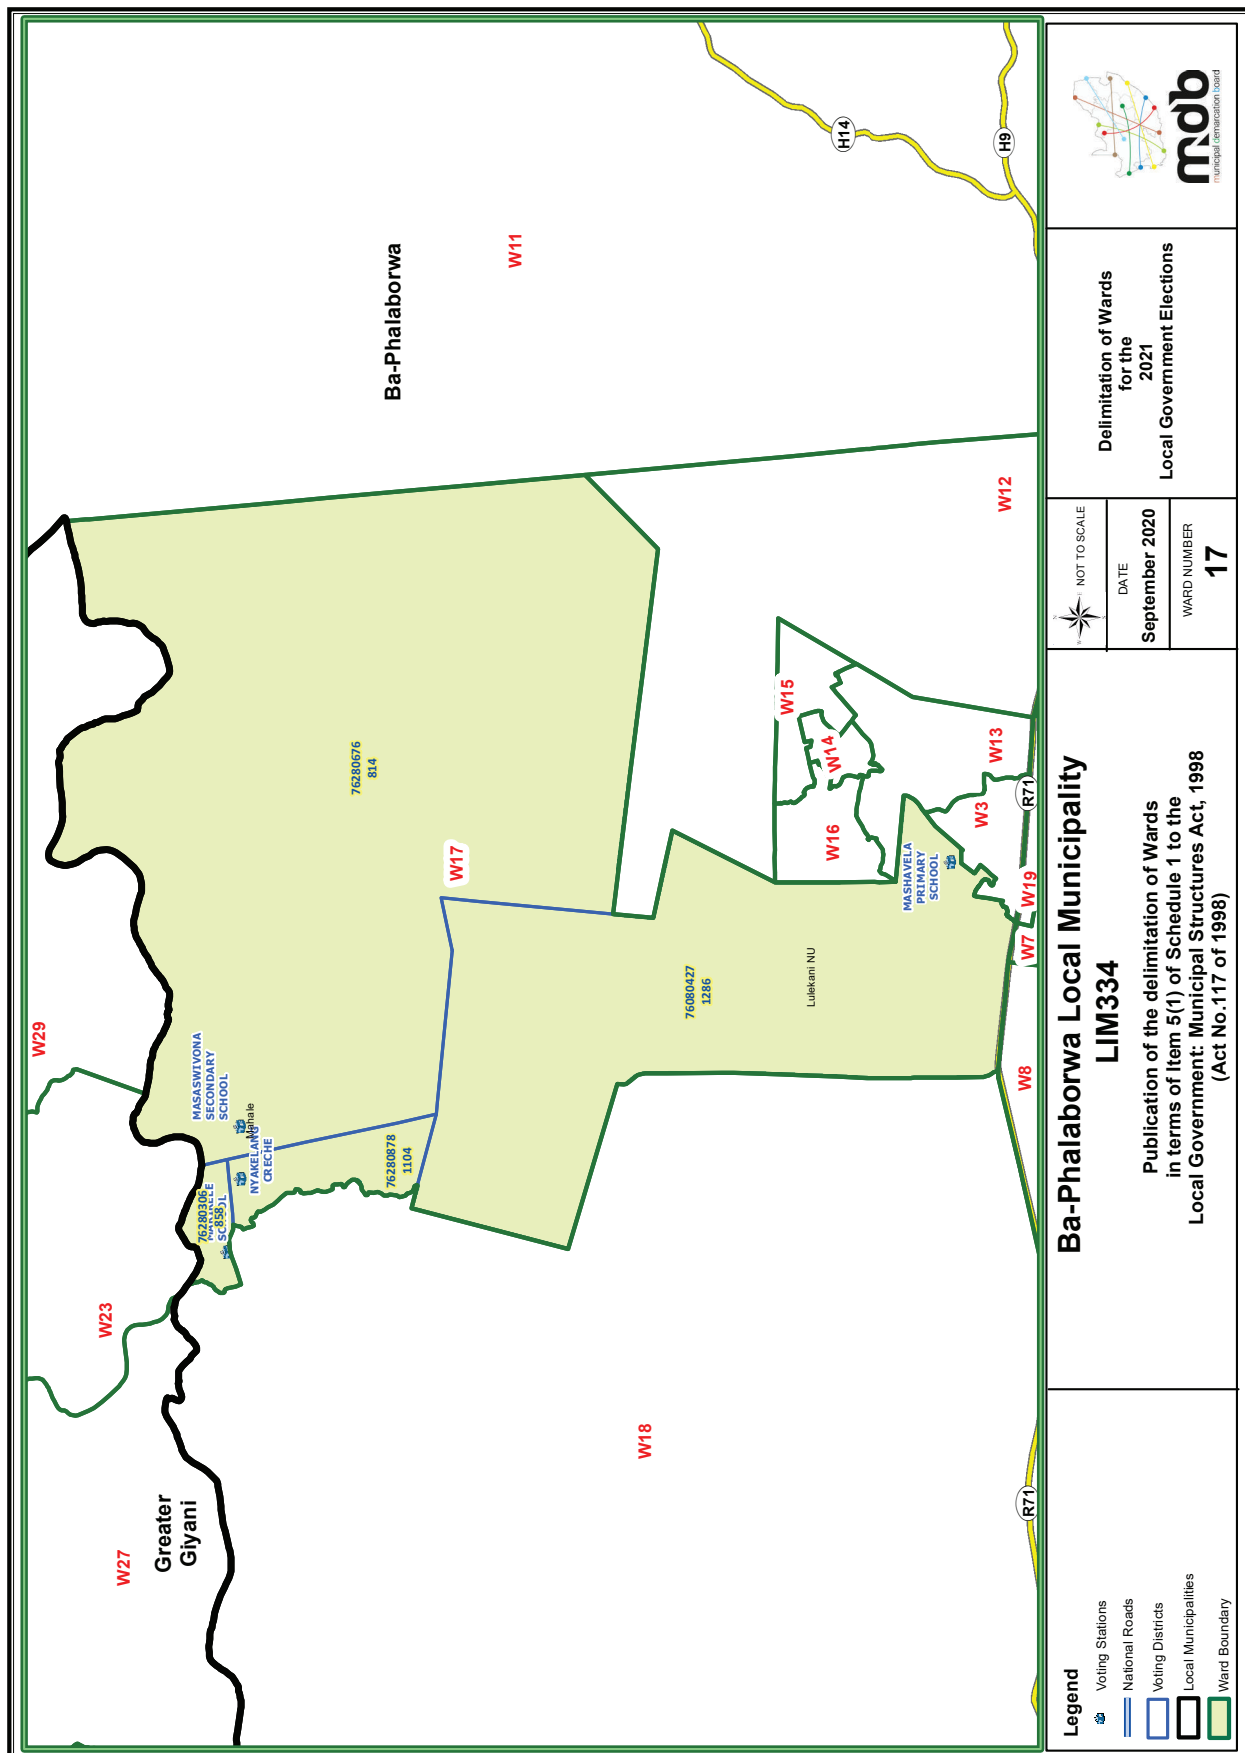 W29
W23
W27
Greater
Giyani
Ba-Phalaborwa
W11
H14
H9
76280676
814
W17
MASASWIVONA
SECONDARY
SCHOOL
Mahale
NYAKELANG
CRECHE
76280306
858
76280878
1104
76080427
1286
Lulekani NU
MASHAVELA
PRIMARY
SCHOOL
W15
W14
W16
W13
W3
W12
R71
W19
W7
W8
W18
R71
Legend
Voting Stations
National Roads
Voting Districts
Local Municipalities
Ward Boundary
Ba-Phalaborwa Local Municipality
LIM334
Publication of the delimitation of Wards
in terms of Item 5(1) of Schedule 1 to the
Local Government: Municipal Structures Act, 1998
(Act No.117 of 1998)
N
W
E
S
NOT TO SCALE
DATE
September 2020
WARD NUMBER
17
Delimitation of Wards
for the
2021
Local Government Elections
mdb
municipal demarcation board